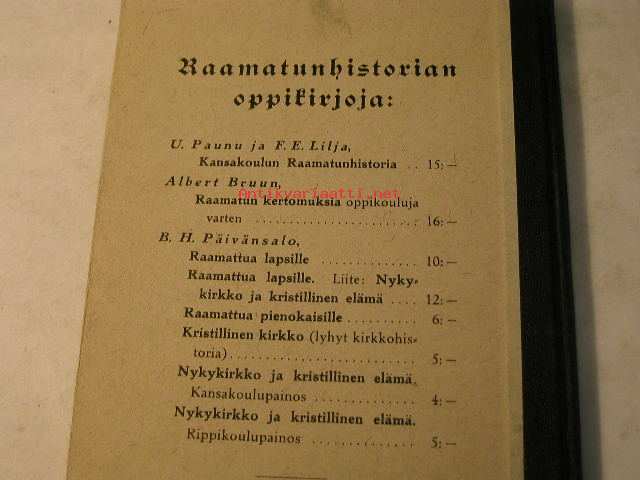 Raamatunhistorian
oppikirjoja:
U. Paunu ja F. E. Lilja,
Kansakoulun Raamatunhistoria .. 15: —
Albert Bruun,
Antikvariaatti.net
Raamatun kertomuksia oppikouluja
varten .................... 16: —
B. H. Päivänsalo,
Raamattua lapsille .............. 10: —
Raamattua lapsille. Liite: Nyky-
kirkko ja kristillinen elämä .... 12: —
Raamattua pienokaisille .......... 6: —
Kristillinen kirkko (lyhyt kirkkohis-
toria) ........................... 5: —
Nykykirkko ja kristillinen elämä.
Kansakoulupainos ............... 4: —
Nykykirkko ja kristillinen elämä.
Rippikoulupainos ............... 5: —